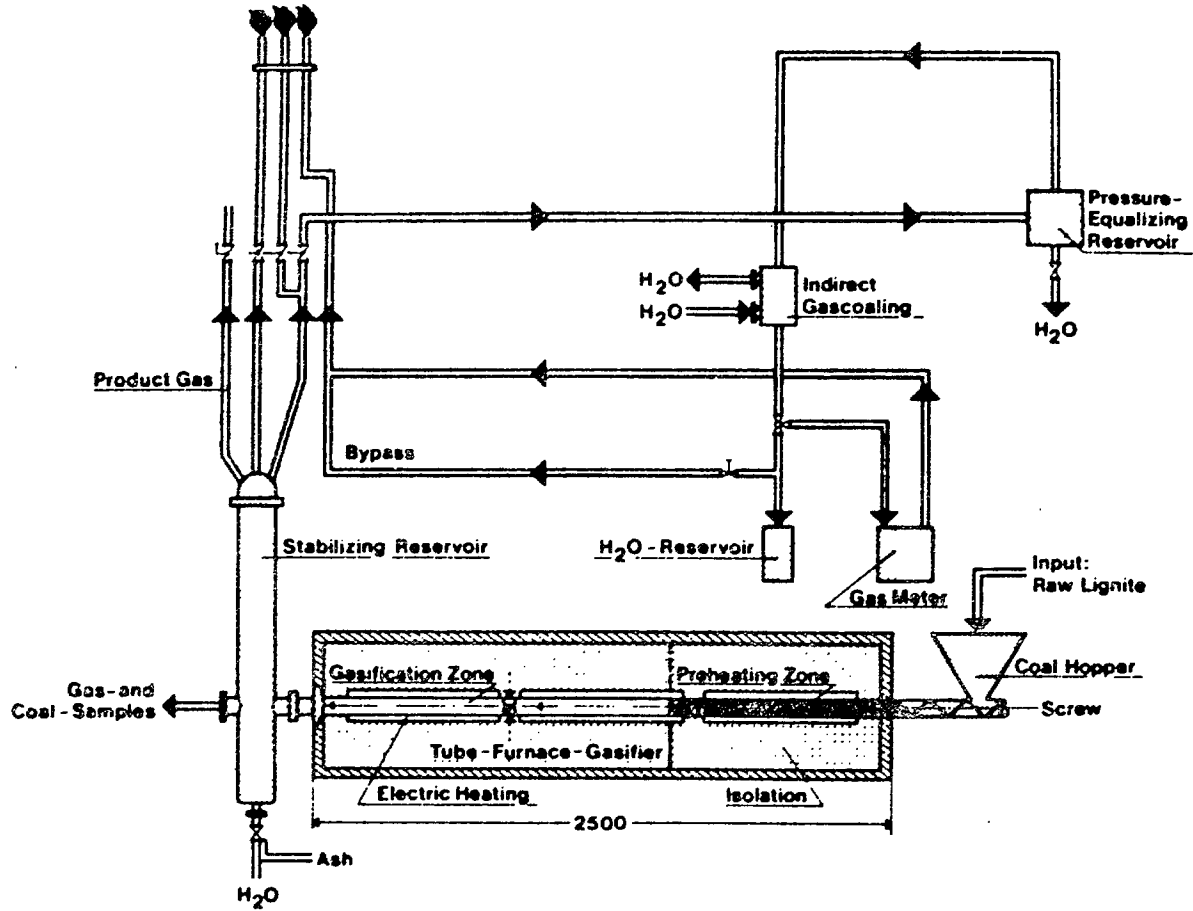 Pressure-
Equalizing
Reservoir
H2O
H2O
Indirect
Gascoaling
H2O
Product Gas
Bypass
Stabilizing Reservoir
H2O-Reservoir
Gas Meter
Input:
Raw Lignite
Gasification Zone
Preheating Zone
Coal Hopper
Gas-and
Coal-Samples
Screw
Tube-Furnace-Gasifier
Electric Heating
Isolation
2500
Ash
H2O